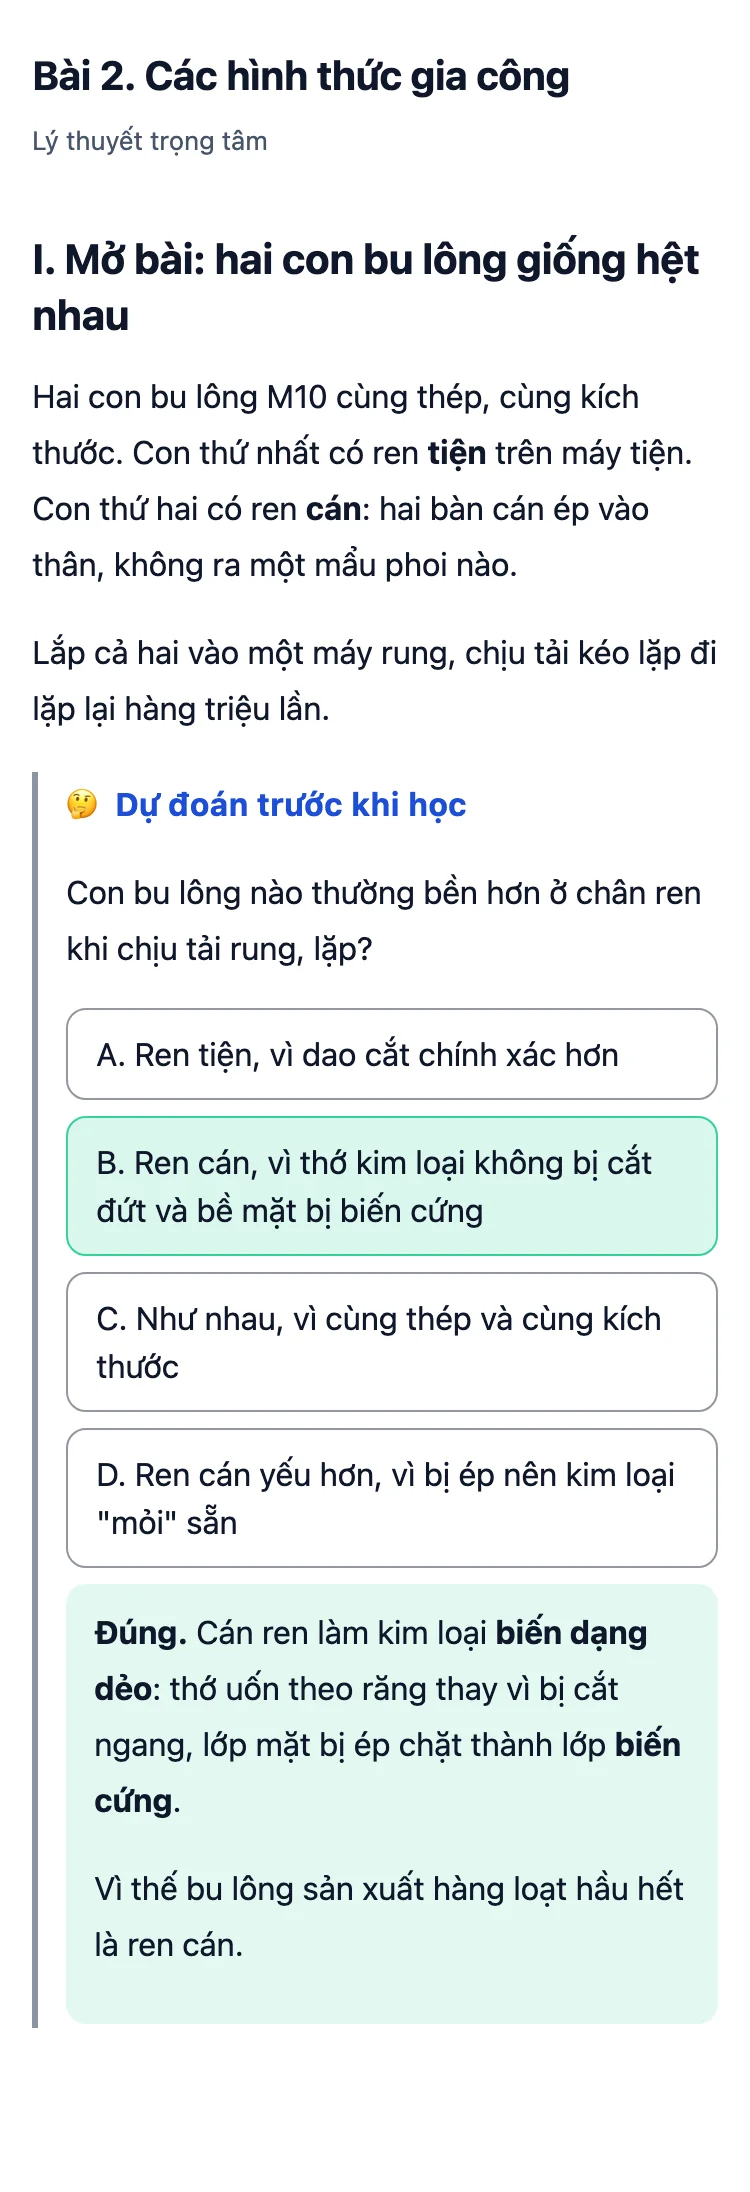 Bài 2. Các hình thức gia công
Lý thuyết trọng tâm
I. Mở bài: hai con bu lông giống hệt
nhau
Hai con bu lông M10 cùng thép, cùng kích
thước. Con thứ nhất có ren tiện trên máy tiện.
Con thứ hai có ren cán: hai bàn cán ép vào
thân, không ra một mẩu phoi nào.
Lắp cả hai vào một máy rung, chịu tải kéo lặp đi
lặp lại hàng triệu lần.
🤔 Dự đoán trước khi học
Con bu lông nào thường bền hơn ở chân ren
khi chịu tải rung, lặp?
A. Ren tiện, vì dao cắt chính xác hơn
B. Ren cán, vì thớ kim loại không bị cắt
đứt và bề mặt bị biến cứng
C. Như nhau, vì cùng thép và cùng kích
thước
D. Ren cán yếu hơn, vì bị ép nên kim loại
"mỏi" sẵn
Đúng. Cán ren làm kim loại biến dạng
dẻo: thớ uốn theo răng thay vì bị cắt
ngang, lớp mặt bị ép chặt thành lớp biến
cứng.
Vì thế bu lông sản xuất hàng loạt hầu hết
là ren cán.